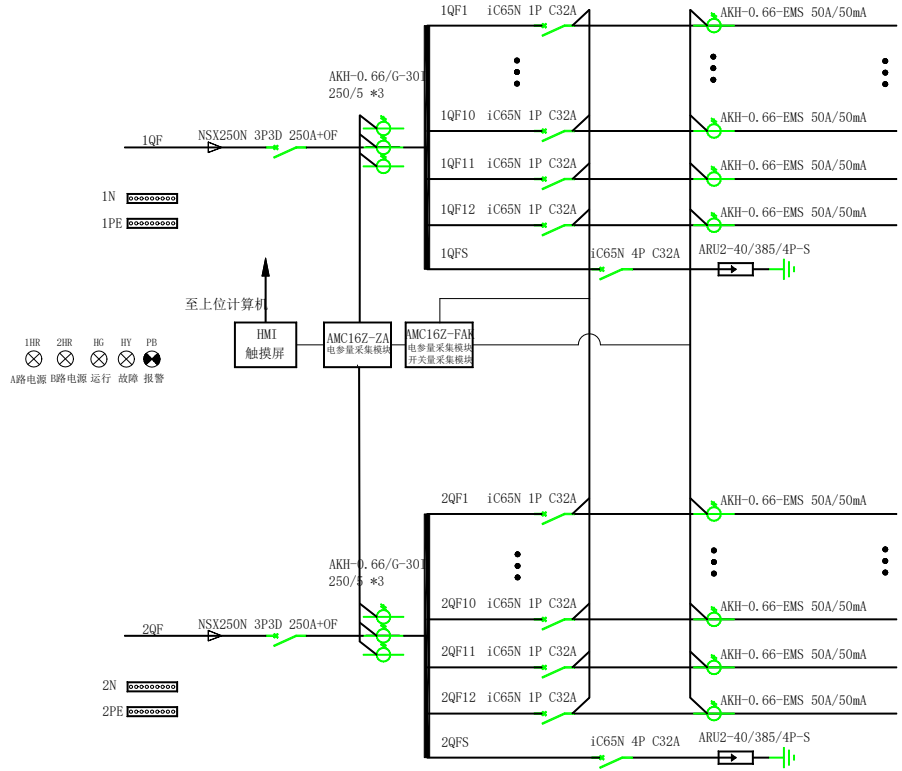 1QF1 iC65N 1P C32A AKH-0.66-EMS 50A/50mA
AKH-0.66/G-30I
250/5 *3
1QF10 iC65N 1P C32A AKH-0.66-EMS 50A/50mA
1QF NSX250N 3P3D 250A+OF
1QF11 iC65N 1P C32A AKH-0.66-EMS 50A/50mA
1N
1QF12 iC65N 1P C32A AKH-0.66-EMS 50A/50mA
1PE
1QFS iC65N 4P C32A ARU2-40/385/4P-S
至上位计算机
HMI
触摸屏
AMC16Z-ZA
电参量采集模块
AMC16Z-FAK
电参量采集模块
开关量采集模块
1HR 2HR HG HY PB
A路电源 B路电源 运行 故障 报警
2QF1 iC65N 1P C32A AKH-0.66-EMS 50A/50mA
AKH-0.66/G-30I
250/5 *3
2QF10 iC65N 1P C32A AKH-0.66-EMS 50A/50mA
2QF NSX250N 3P3D 250A+OF
2QF11 iC65N 1P C32A AKH-0.66-EMS 50A/50mA
2N
2QF12 iC65N 1P C32A AKH-0.66-EMS 50A/50mA
2PE
2QFS iC65N 4P C32A ARU2-40/385/4P-S